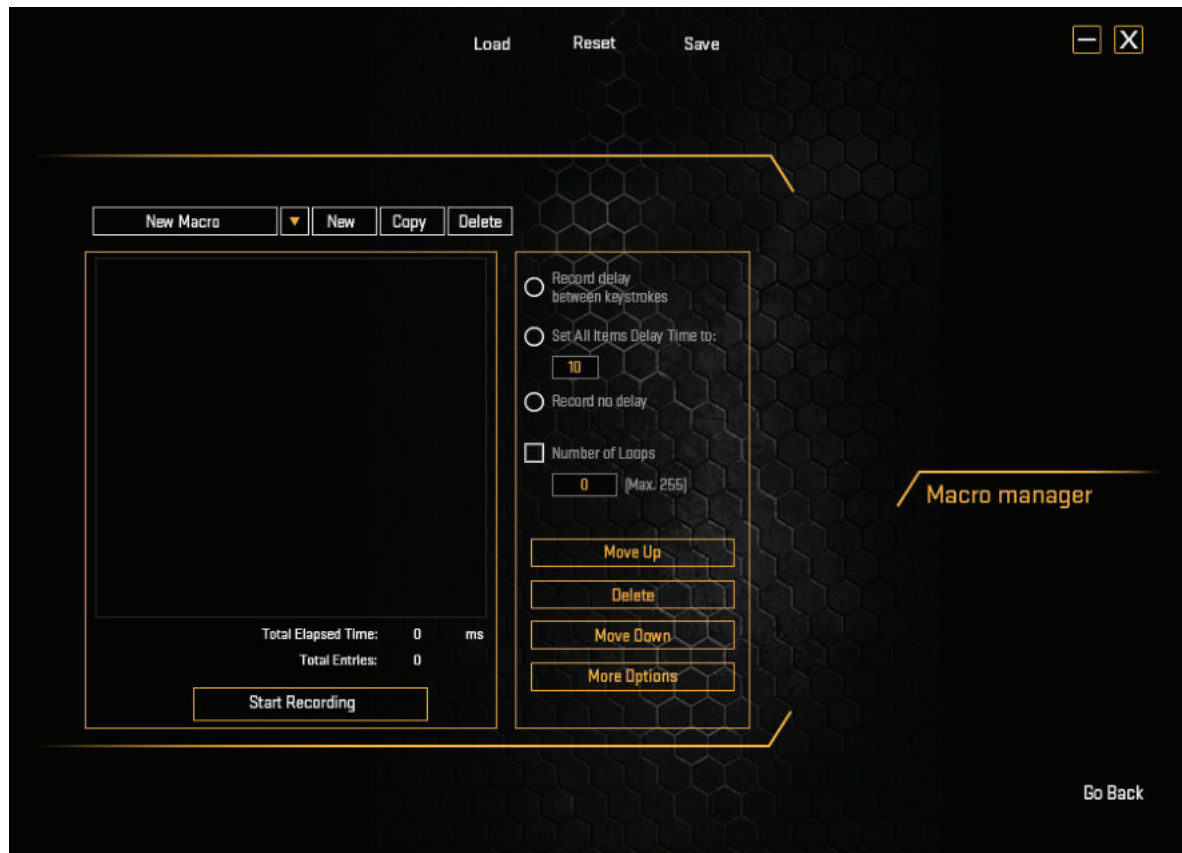 Load Reset Save
New Macro New Copy Delete
Record delay
between keystrokes
Set All Items Delay Time to:
10
Record no delay
Number of Loops
0 (Max. 255)
Move Up
Delete
Move Down
More Options
Total Elapsed Time: 0 ms
Total Entries: 0
Start Recording
Macro manager
Go Back